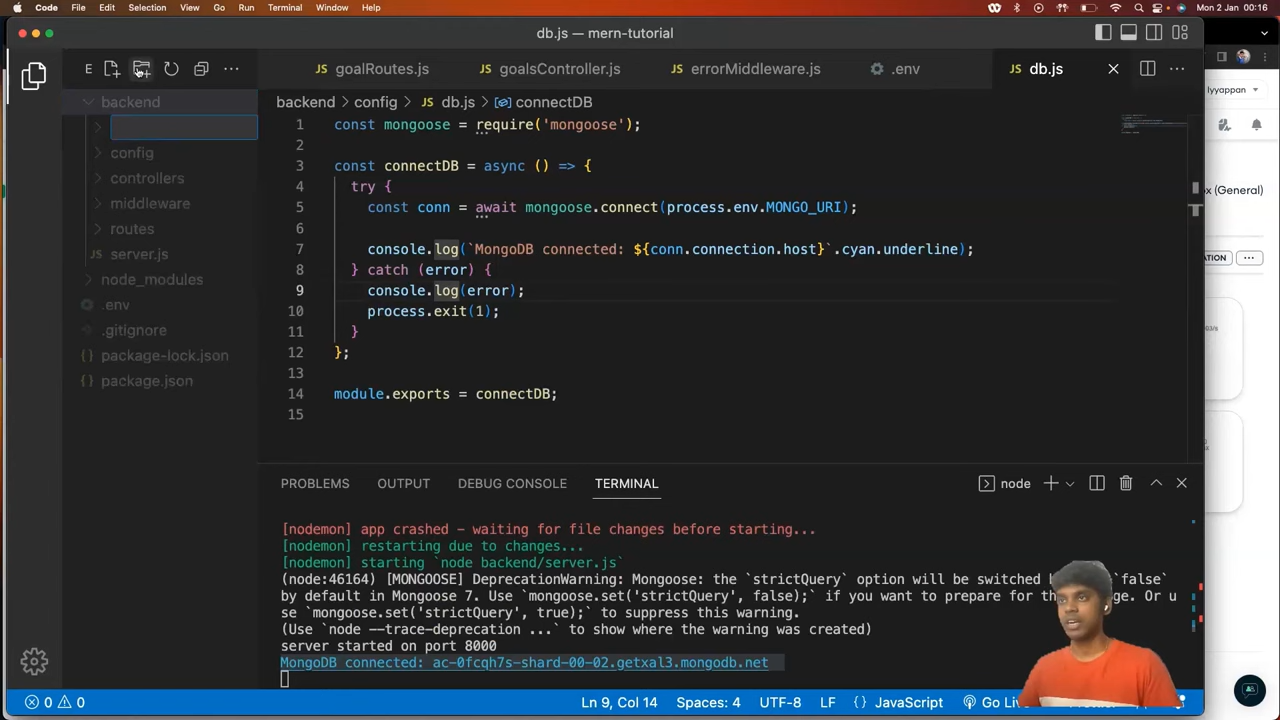 Code File Edit Selection View Go Run Terminal Window Help Mon 2 Jan 00:16
db.js — mern-tutorial
E
goalRoutes.js
goalsController.js
errorMiddleware.js
.env
db.js
backend
config
controllers
middleware
routes
server.js
node_modules
.env
.gitignore
package-lock.json
package.json
backend > config > JS db.js > connectDB
1 const mongoose = require('mongoose');
2
3 const connectDB = async () => {
4 try {
5 const conn = await mongoose.connect(process.env.MONGO_URI);
6
7 console.log(`MongoDB connected: ${conn.connection.host}`.cyan.underline);
8 } catch (error) {
9 console.log(error);
10 process.exit(1);
11 }
12 };
13
14 module.exports = connectDB;
15
Iyyappan
x (General)
ATION
PROBLEMS OUTPUT DEBUG CONSOLE TERMINAL
node
[nodemon] app crashed - waiting for file changes before starting...
[nodemon] restarting due to changes...
[nodemon] starting `node backend/server.js`
(node:46164) [MONGOOSE] DeprecationWarning: Mongoose: the `strictQuery` option will be switched b `false`
by default in Mongoose 7. Use `mongoose.set('strictQuery', false);` if you want to prepare for th ge. Or u
se `mongoose.set('strictQuery', true);` to suppress this warning.
(Use `node --trace-deprecation ...` to show where the warning was created)
server started on port 8000
MongoDB connected: ac-0fcqh7s-shard-00-02.getxal3.mongodb.net
0 0
Ln 9, Col 14 Spaces: 4 UTF-8 LF {} JavaScript Go Li